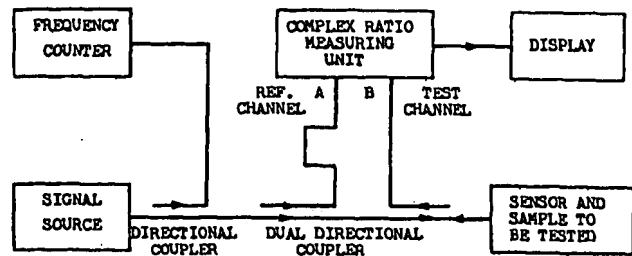 FREQUENCY
COUNTER
COMPLEX RATIO
MEASURING
UNIT
DISPLAY
REF.
CHANNEL
A
B
TEST
CHANNEL
SIGNAL
SOURCE
DIRECTIONAL
COUPLER
DUAL DIRECTIONAL
COUPLER
SENSOR AND
SAMPLE TO
BE TESTED